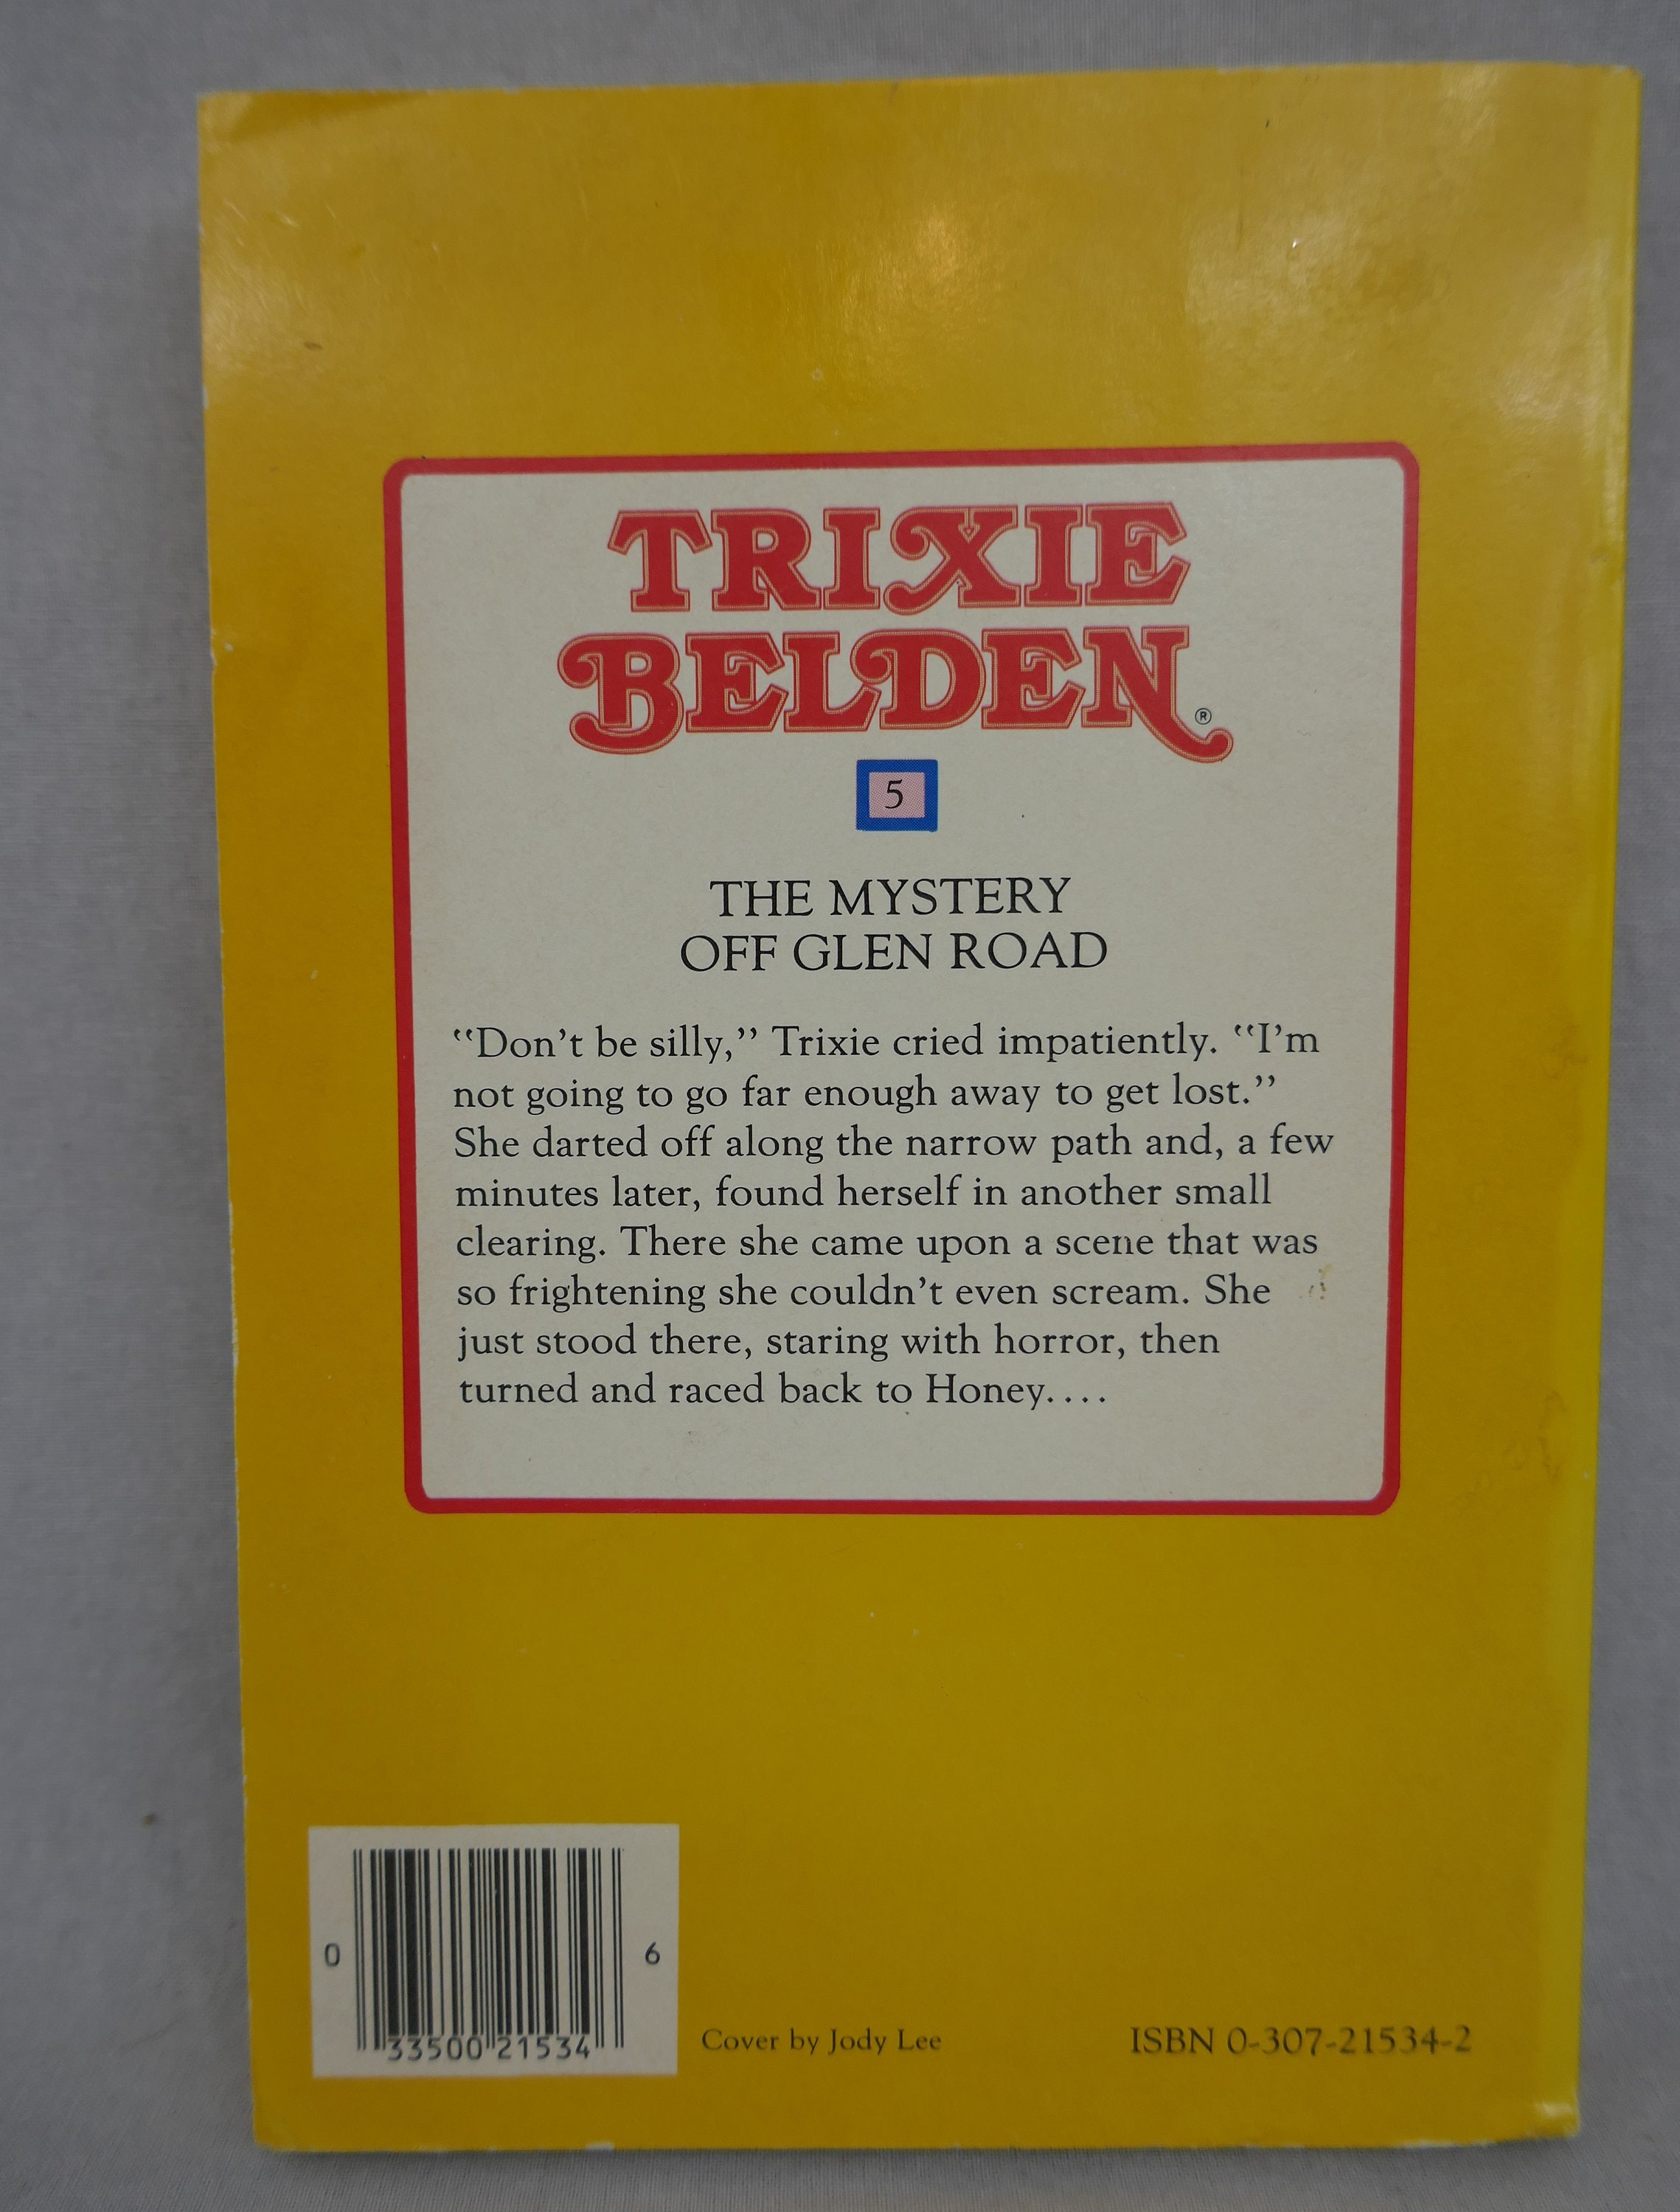 TRIXIE
BELDEN®
5
THE MYSTERY
OFF GLEN ROAD
“Don’t be silly,” Trixie cried impatiently. “I’m
not going to go far enough away to get lost.”
She darted off along the narrow path and, a few
minutes later, found herself in another small
clearing. There she came upon a scene that was
so frightening she couldn’t even scream. She
just stood there, staring with horror, then
turned and raced back to Honey....
0 33500 21534 6
Cover by Jody Lee
ISBN 0-307-21534-2